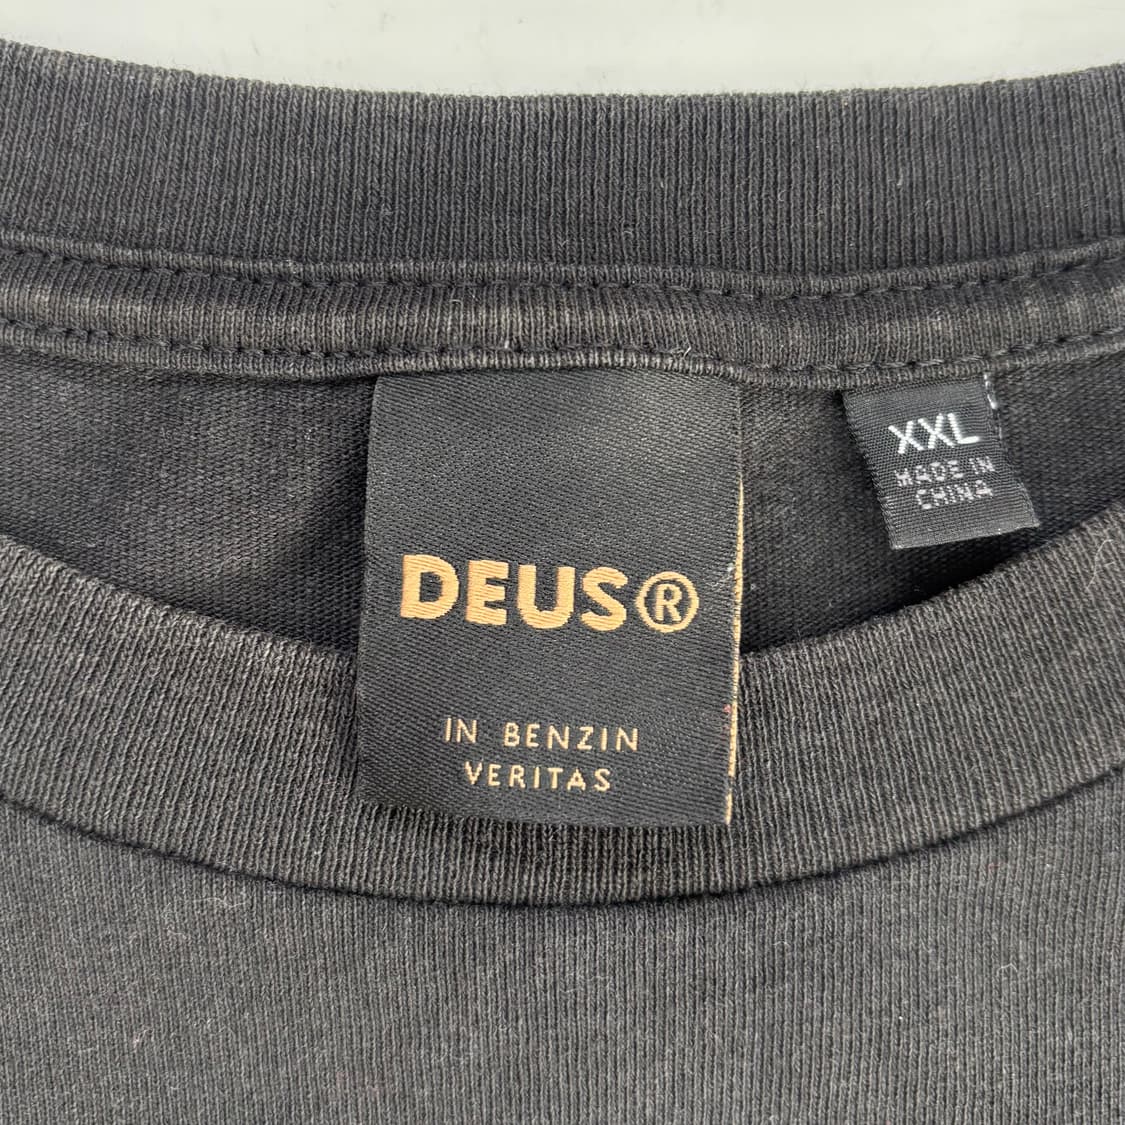 DEUS®
IN BENZIN
VERITAS
XXL
MADE IN
CHINA